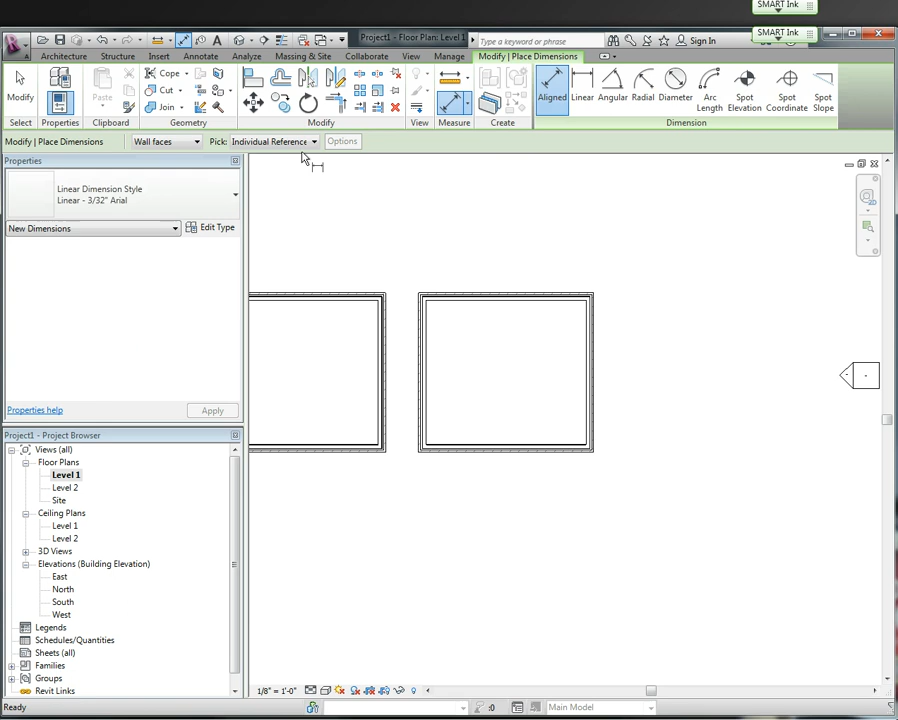 SMART Ink
SMART Ink
Project1 - Floor Plan: Level 1
Type a keyword or phrase
Sign In
Architecture Structure Insert Annotate Analyze Massing & Site Collaborate View Manage Modify | Place Dimensions
Modify Paste Cope Cut Join Aligned Linear Angular Radial Diameter Arc Length Spot Elevation Spot Coordinate Spot Slope
Select Properties Clipboard Geometry Modify View Measure Create Dimension
Modify | Place Dimensions Wall faces Pick: Individual Reference Options
Properties
Linear Dimension Style
Linear - 3/32" Arial
New Dimensions Edit Type
Properties help Apply
Project1 - Project Browser
Views (all)
Floor Plans
Level 1
Level 2
Site
Ceiling Plans
Level 1
Level 2
3D Views
Elevations (Building Elevation)
East
North
South
West
Legends
Schedules/Quantities
Sheets (all)
Families
Groups
Revit Links
2D
1/8" = 1'-0"
Ready :0 Main Model